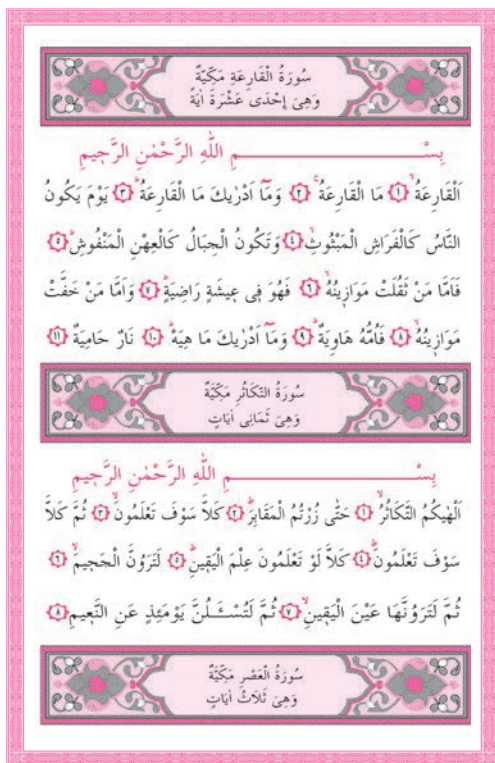 سُورَةُ الْقَارِعَةِ مَكِّيَّةٌ
وَهِىَ إِحْدَى عَشْرَةَ اٰيَةً
بِسْــــــــــــمِ اللّٰهِ الرَّحْمٰنِ الرَّحٖيمِ
اَلْقَارِعَةُۙ ﴿١﴾ مَا الْقَارِعَةُۚ ﴿٢﴾ وَمَٓا اَدْرٰيكَ مَا الْقَارِعَةُؕ ﴿٣﴾ يَوْمَ يَكُونُ
النَّاسُ كَالْفَرَاشِ الْمَبْثُوثِۙ ﴿٤﴾ وَتَكُونُ الْجِبَالُ كَالْعِهْنِ الْمَنْفُوشِؕ ﴿٥﴾
فَاَمَّا مَنْ ثَقُلَتْ مَوَازٖينُهُۙ ﴿٦﴾ فَهُوَ فٖى عٖيشَةٍ رَاضِيَةٍؕ ﴿٧﴾ وَاَمَّا مَنْ خَفَّتْ
مَوَازٖينُهُۙ ﴿٨﴾ فَاُمُّهُ هَاوِيَةٌؕ ﴿٩﴾ وَمَٓا اَدْرٰيكَ مَا هِيَهْؕ ﴿١٠﴾ نَارٌ حَامِيَةٌ ﴿١١﴾
سُورَةُ التَّكَاثُرِ مَكِّيَّةٌ
وَهِىَ ثَمَانِى اٰيَاتٍ
بِسْــــــــــــمِ اللّٰهِ الرَّحْمٰنِ الرَّحٖيمِ
اَلْهٰيكُمُ التَّكَاثُرُۙ ﴿١﴾ حَتّٰى زُرْتُمُ الْمَقَابِرَؕ ﴿٢﴾ كَلَّا سَوْفَ تَعْلَمُونَۙ ﴿٣﴾ ثُمَّ كَلَّا
سَوْفَ تَعْلَمُونَؕ ﴿٤﴾ كَلَّا لَوْ تَعْلَمُونَ عِلْمَ الْيَقٖينِؕ ﴿٥﴾ لَتَرَوُنَّ الْجَحٖيمَۙ ﴿٦﴾
ثُمَّ لَتَرَوُنَّهَا عَيْنَ الْيَقٖينِۙ ﴿٧﴾ ثُمَّ لَتُسْـَٔلُنَّ يَوْمَئِذٍ عَنِ النَّعٖيمِ ﴿٨﴾
سُورَةُ الْعَصْرِ مَكِّيَّةٌ
وَهِىَ ثَلَاثُ اٰيَاتٍ